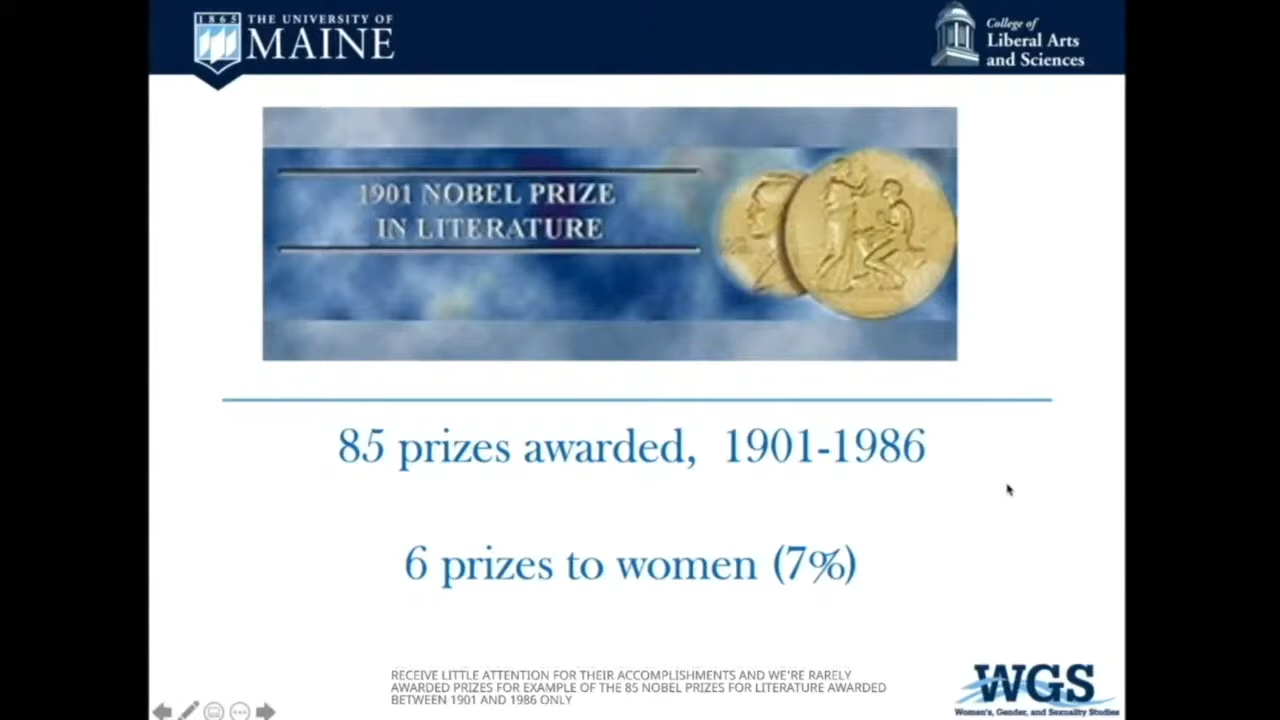 1865
THE UNIVERSITY OF
MAINE
College of
Liberal Arts
and Sciences
1901 NOBEL PRIZE
IN LITERATURE
85 prizes awarded, 1901-1986
6 prizes to women (7%)
RECEIVE LITTLE ATTENTION FOR THEIR ACCOMPLISHMENTS AND WE'RE RARELY
AWARDED PRIZES FOR EXAMPLE OF THE 85 NOBEL PRIZES FOR LITERATURE AWARDED
BETWEEN 1901 AND 1986 ONLY
WGS
Women's, Gender, and Sexuality Studies